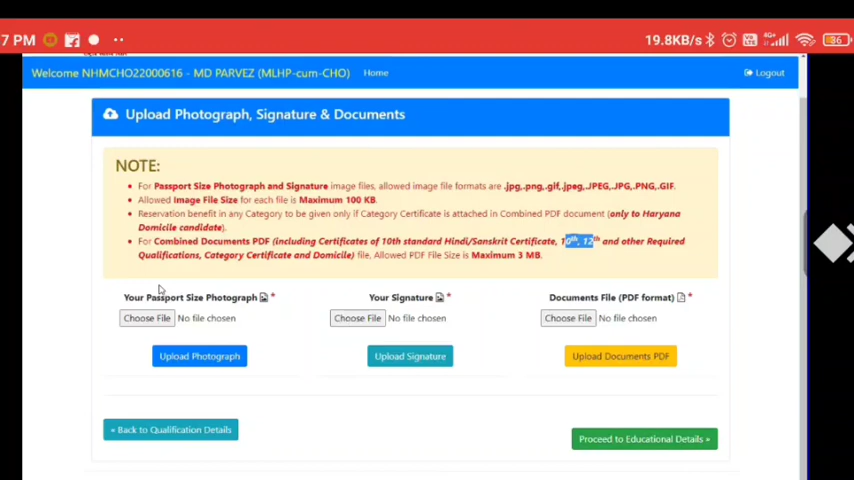 7 PM 19.8KB/s 4G 86
Welcome NHMCHO22000616 - MD PARVEZ (MLHP-cum-CHO) Home Logout
Upload Photograph, Signature & Documents
NOTE:
For Passport Size Photograph and Signature image files, allowed image file formats are .jpg,.png,.gif,.jpeg,.JPEG,.JPG,.PNG,.GIF.
Allowed Image File Size for each file is Maximum 100 KB.
Reservation benefit in any Category to be given only if Category Certificate is attached in Combined PDF document (only to Haryana
Domicile candidate).
For Combined Documents PDF (including Certificates of 10th standard Hindi/Sanskrit Certificate, 10th, 12th and other Required
Qualifications, Category Certificate and Domicile) file, Allowed PDF File Size is Maximum 3 MB.
Your Passport Size Photograph * Your Signature * Documents File (PDF format) *
Choose File No file chosen Choose File No file chosen Choose File No file chosen
Upload Photograph Upload Signature Upload Documents PDF
« Back to Qualification Details
Proceed to Educational Details »